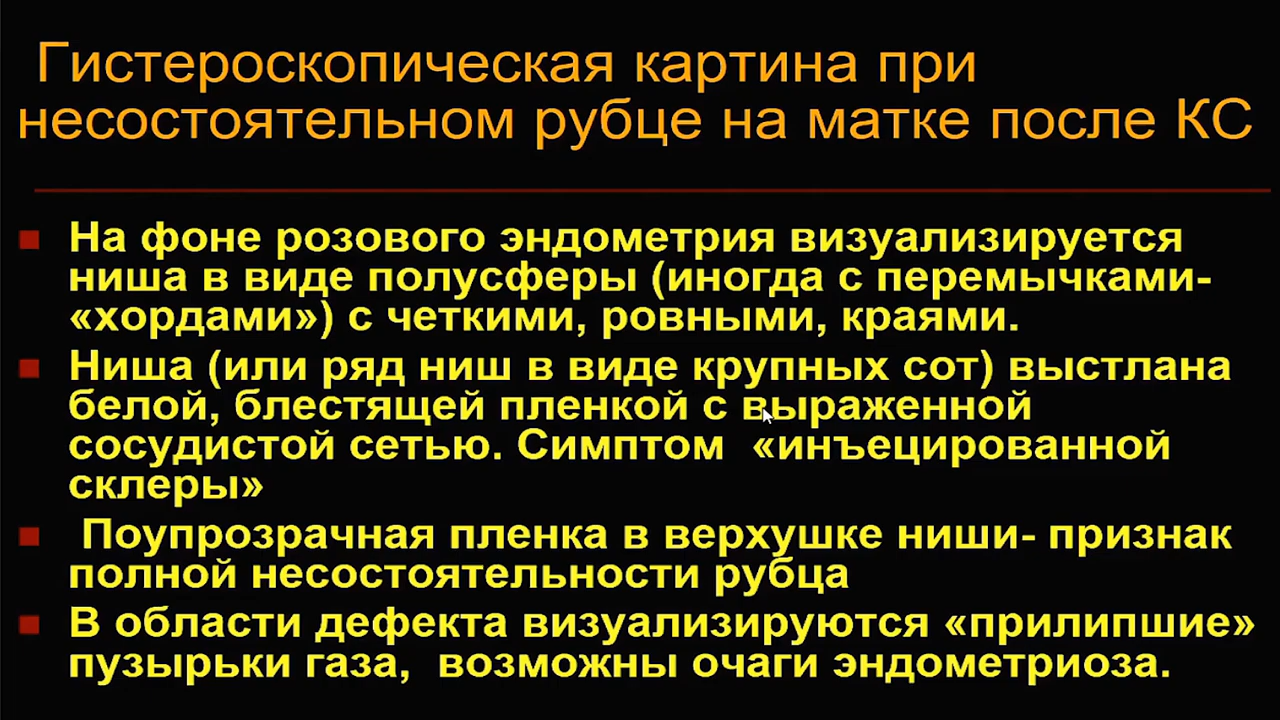 Гистероскопическая картина при
несостоятельном рубце на матке после КС
На фоне розового эндометрия визуализируется
ниша в виде полусферы (иногда с перемычками-
«хордами») с четкими, ровными, краями.
Ниша (или ряд ниш в виде крупных сот) выстлана
белой, блестящей пленкой с выраженной
сосудистой сетью. Симптом «инъецированной
склеры»
Поупрозрачная пленка в верхушке ниши- признак
полной несостоятельности рубца
В области дефекта визуализируются «прилипшие»
пузырьки газа, возможны очаги эндометриоза.